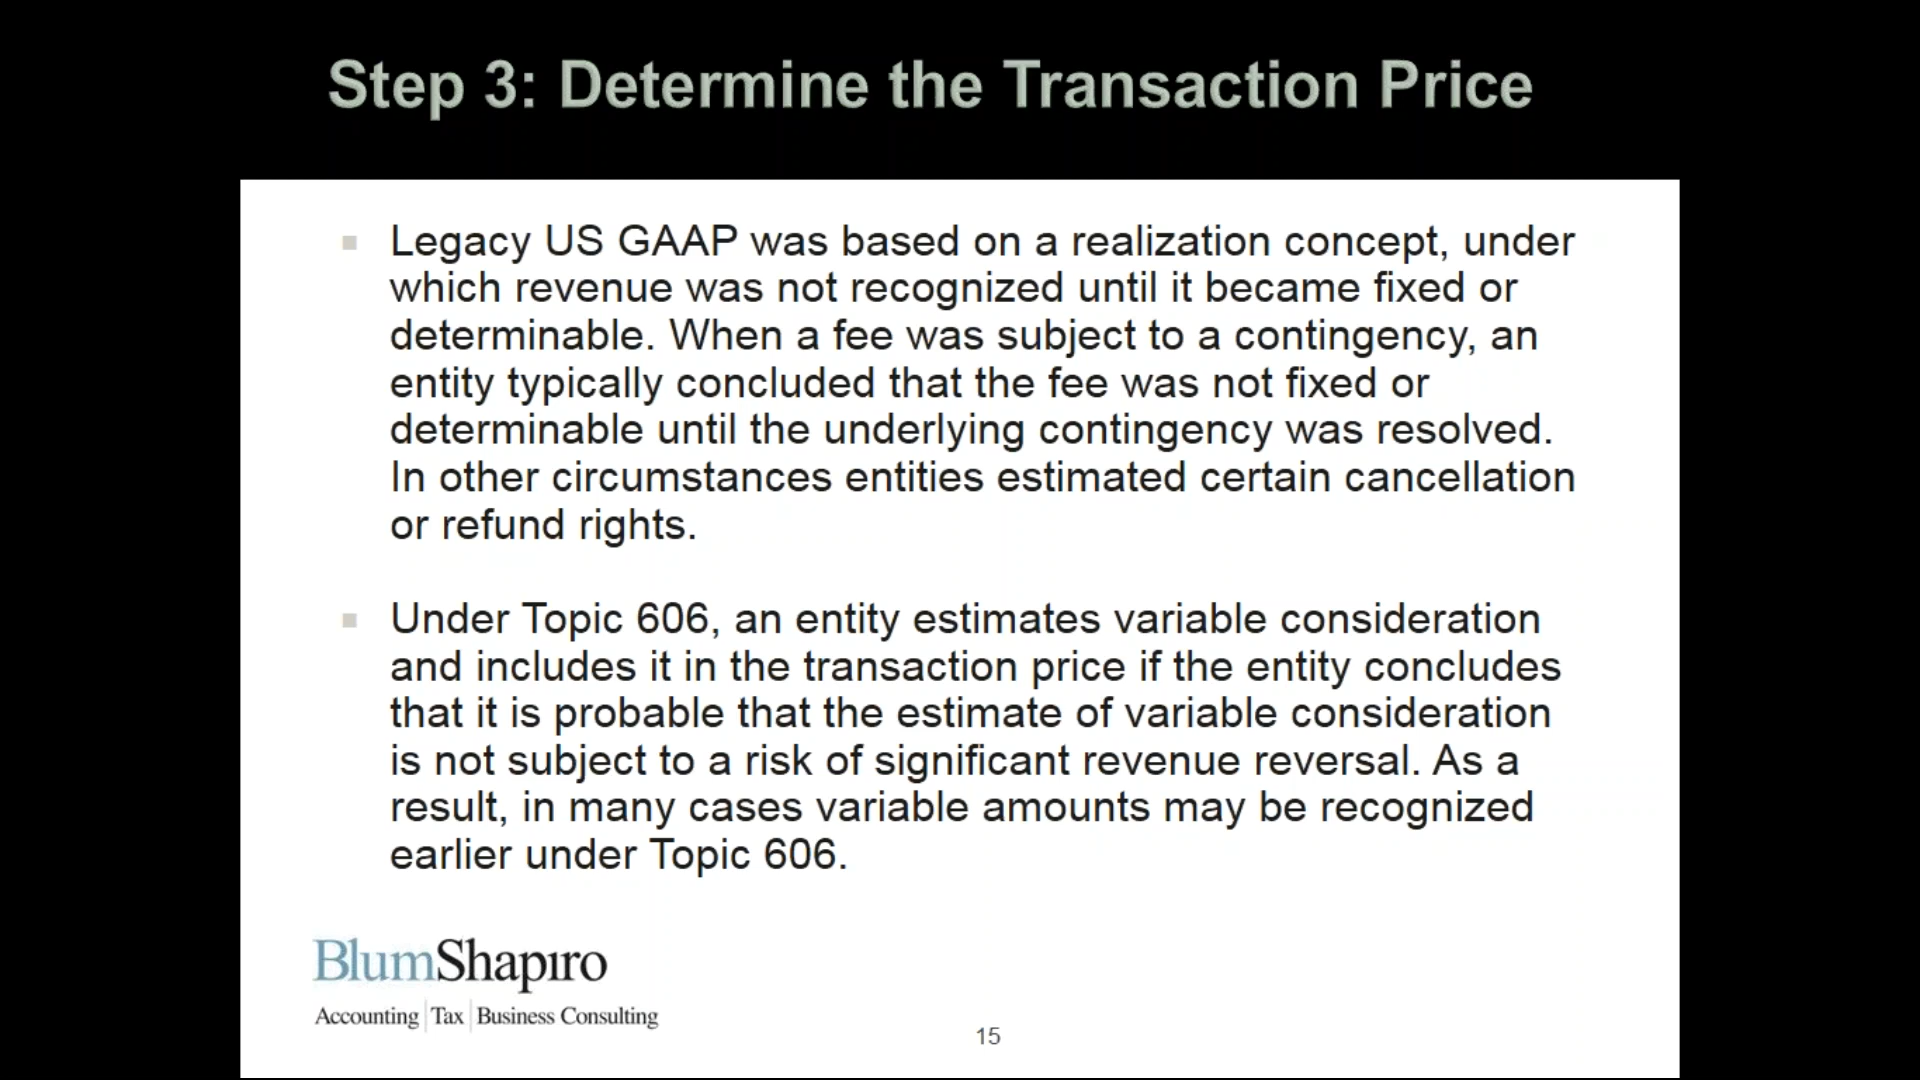 Step 3: Determine the Transaction Price
Legacy US GAAP was based on a realization concept, under
which revenue was not recognized until it became fixed or
determinable. When a fee was subject to a contingency, an
entity typically concluded that the fee was not fixed or
determinable until the underlying contingency was resolved.
In other circumstances entities estimated certain cancellation
or refund rights.
Under Topic 606, an entity estimates variable consideration
and includes it in the transaction price if the entity concludes
that it is probable that the estimate of variable consideration
is not subject to a risk of significant revenue reversal. As a
result, in many cases variable amounts may be recognized
earlier under Topic 606.
BlumShapiro
Accounting | Tax | Business Consulting
15